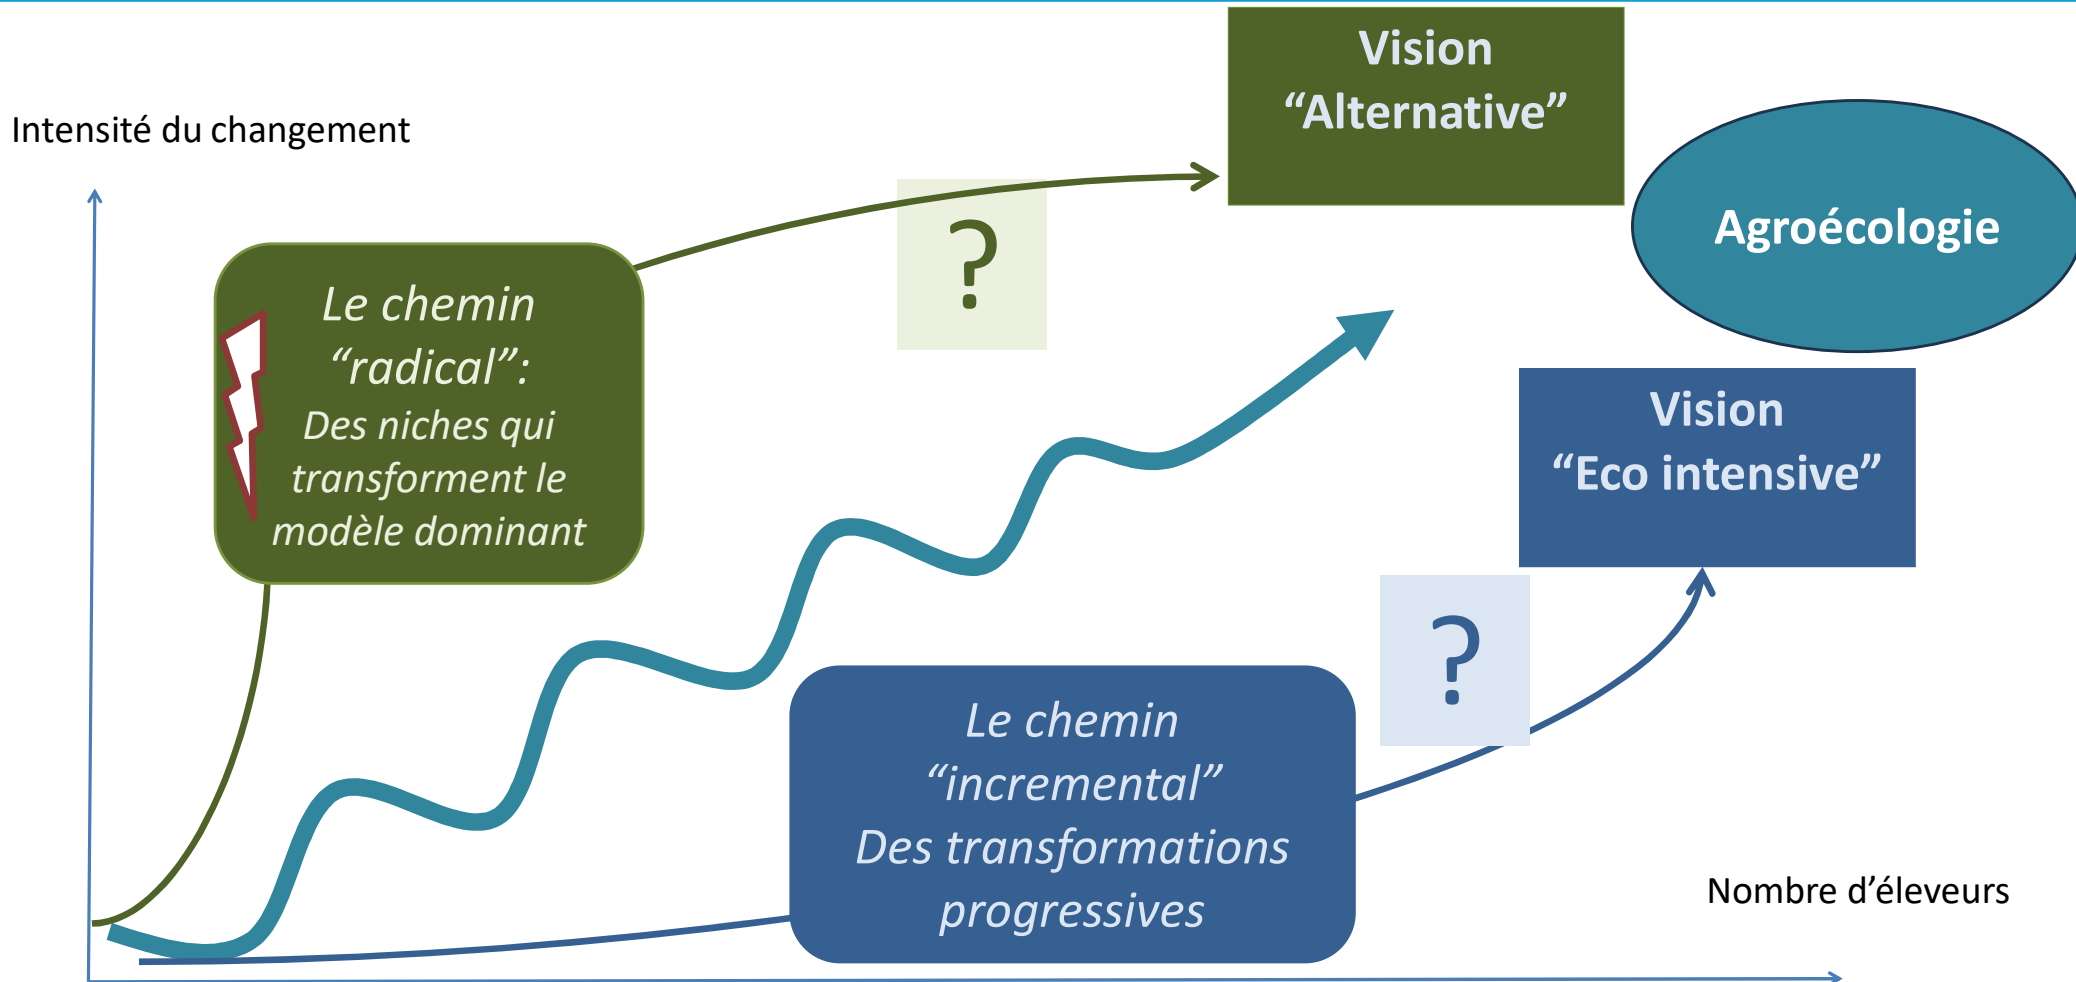 Vision
“Alternative”
Intensité du changement
Agroécologie
?
Le chemin
“radical”:
Des niches qui
transforment le
modèle dominant
Vision
“Eco intensive”
?
Le chemin
“incremental”
Des transformations
progressives
Nombre d’éleveurs